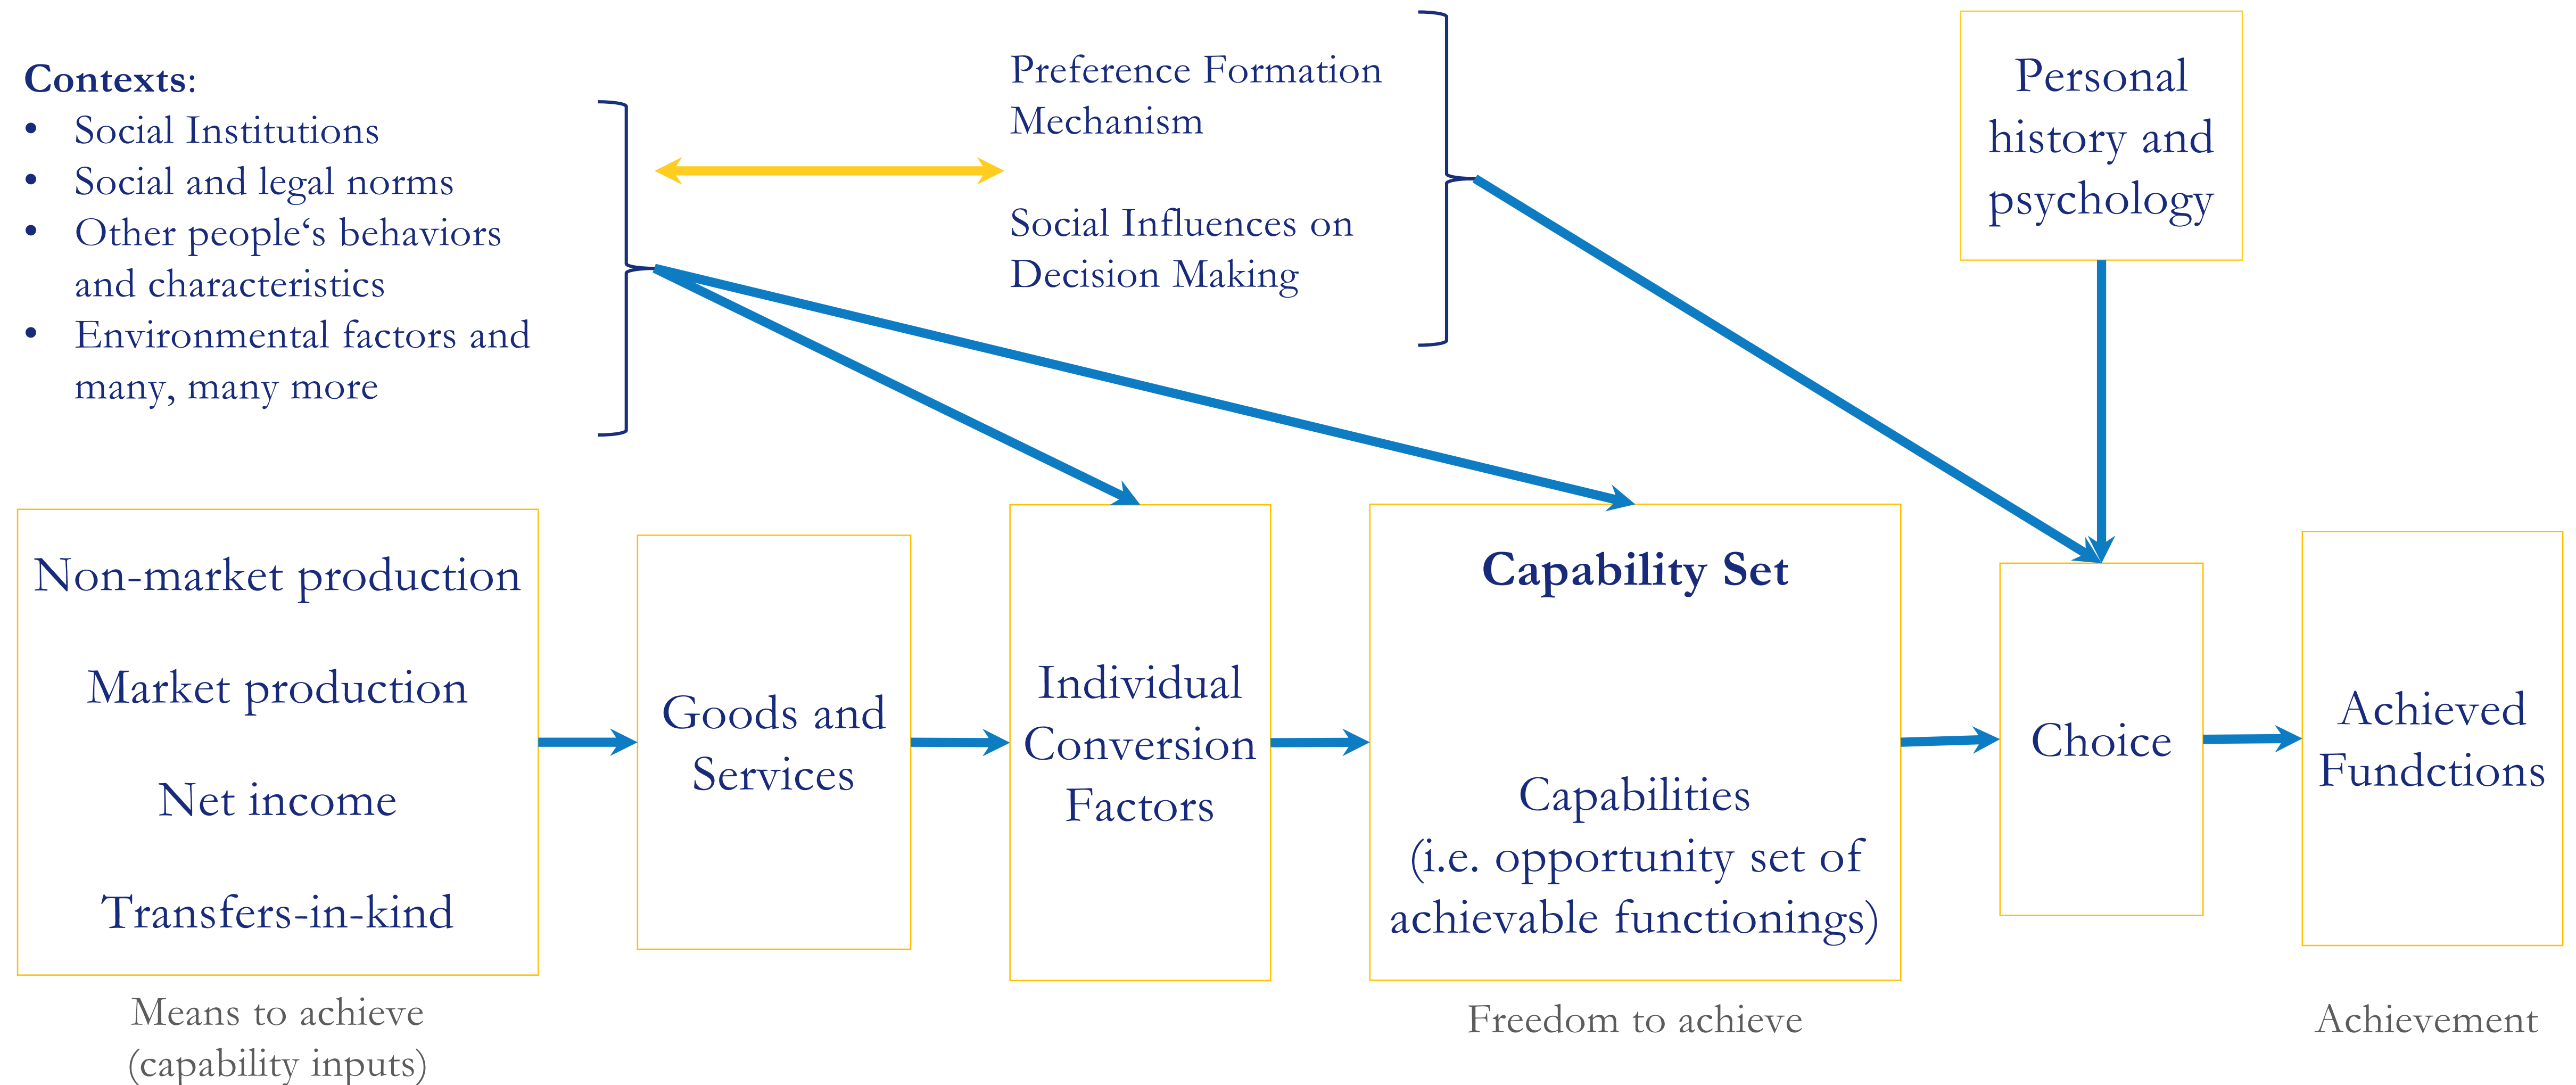 Contexts:
• Social Institutions
• Social and legal norms
• Other people‘s behaviors
and characteristics
• Environmental factors and
many, many more
Preference Formation
Mechanism
Social Influences on
Decision Making
Personal
history and
psychology
Non-market production
Market production
Net income
Transfers-in-kind
Means to achieve
(capability inputs)
Goods and
Services
Individual
Conversion
Factors
Capability Set
Capabilities
(i.e. opportunity set of
achievable functionings)
Freedom to achieve
Choice
Achieved
Fundctions
Achievement